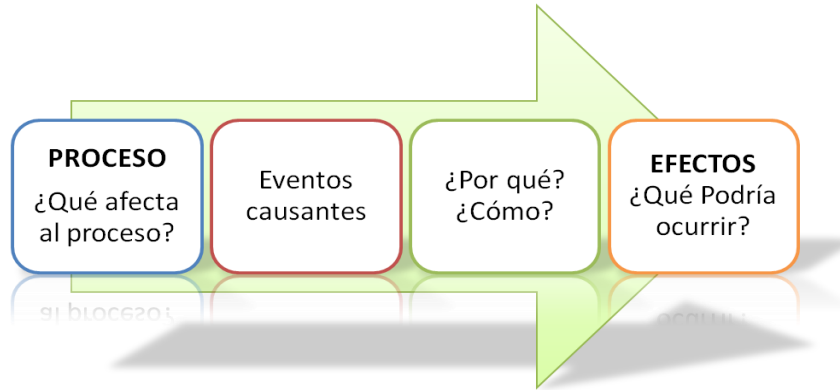 PROCESO
¿Qué afecta
al proceso?
Eventos
causantes
¿Por qué?
¿Cómo?
EFECTOS
¿Qué Podría
ocurrir?